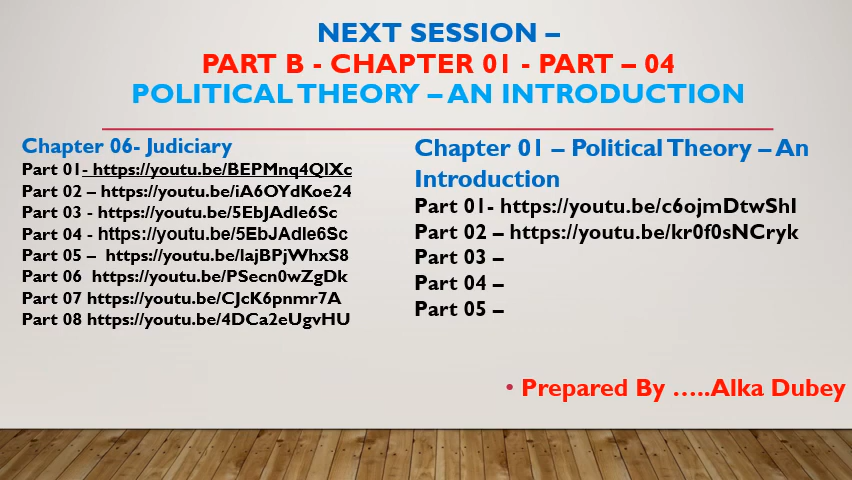 NEXT SESSION –
PART B - CHAPTER 01 - PART – 04
POLITICAL THEORY – AN INTRODUCTION
Chapter 06- Judiciary
Part 01- https://youtu.be/BEPMnq4QlXc
Part 02 – https://youtu.be/iA6OYdKoe24
Part 03 - https://youtu.be/5EbJAdle6Sc
Part 04 - https://youtu.be/5EbJAdle6Sc
Part 05 – https://youtu.be/lajBPjWhxS8
Part 06 https://youtu.be/PSecn0wZgDk
Part 07 https://youtu.be/CJcK6pnmr7A
Part 08 https://youtu.be/4DCa2eUgvHU
Chapter 01 – Political Theory – An
Introduction
Part 01- https://youtu.be/c6ojmDtwShI
Part 02 – https://youtu.be/kr0f0sNCryk
Part 03 –
Part 04 –
Part 05 –
• Prepared By …..Alka Dubey